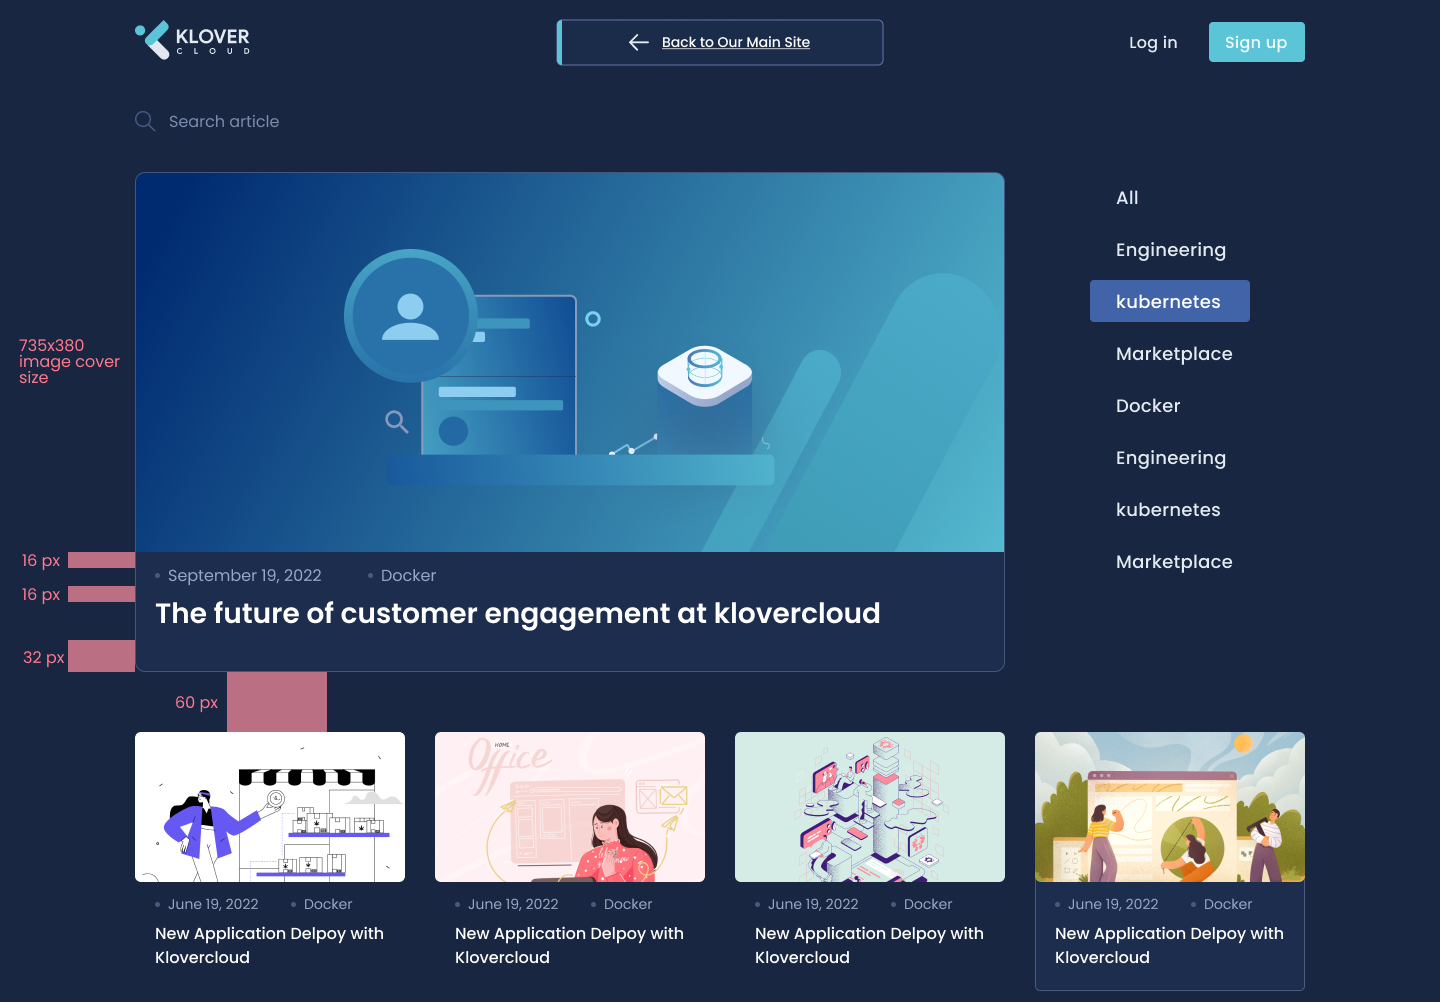 KLOVER
CLOUD
Back to Our Main Site
Log in
Sign up
Search article
All
Engineering
kubernetes
Marketplace
Docker
Engineering
kubernetes
Marketplace
735x380
image cover
size
16 px
16 px
32 px
September 19, 2022
Docker
The future of customer engagement at klovercloud
60 px
Office
HOME
June 19, 2022
Docker
New Application Delpoy with
Klovercloud
June 19, 2022
Docker
New Application Delpoy with
Klovercloud
June 19, 2022
Docker
New Application Delpoy with
Klovercloud
June 19, 2022
Docker
New Application Delpoy with
Klovercloud